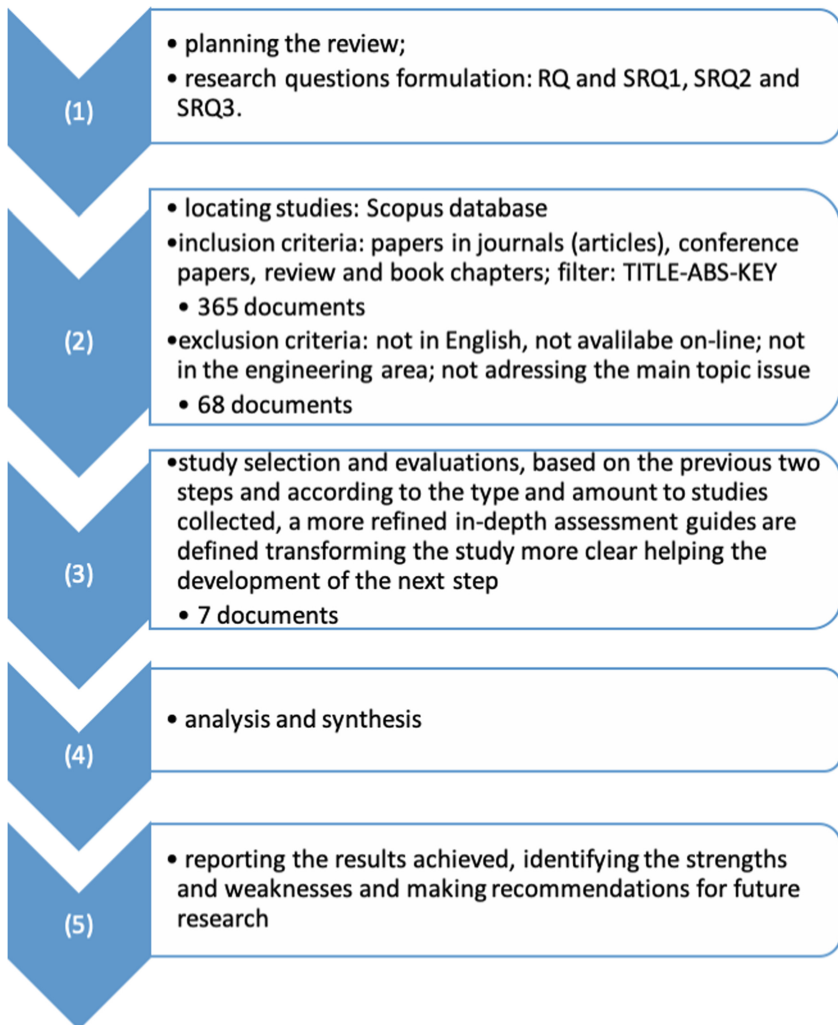 (1)
• planning the review;
• research questions formulation: RQ and SRQ1, SRQ2 and
SRQ3.
(2)
• locating studies: Scopus database
•inclusion criteria: papers in journals (articles), conference
papers, review and book chapters; filter: TITLE-ABS-KEY
• 365 documents
•exclusion criteria: not in English, not avalilabe on-line; not
in the engineering area; not adressing the main topic issue
• 68 documents
(3)
•study selection and evaluations, based on the previous two
steps and according to the type and amount to studies
collected, a more refined in-depth assessment guides are
defined transforming the study more clear helping the
development of the next step
• 7 documents
(4)
• analysis and synthesis
(5)
• reporting the results achieved, identifying the strengths
and weaknesses and making recommendations for future
research